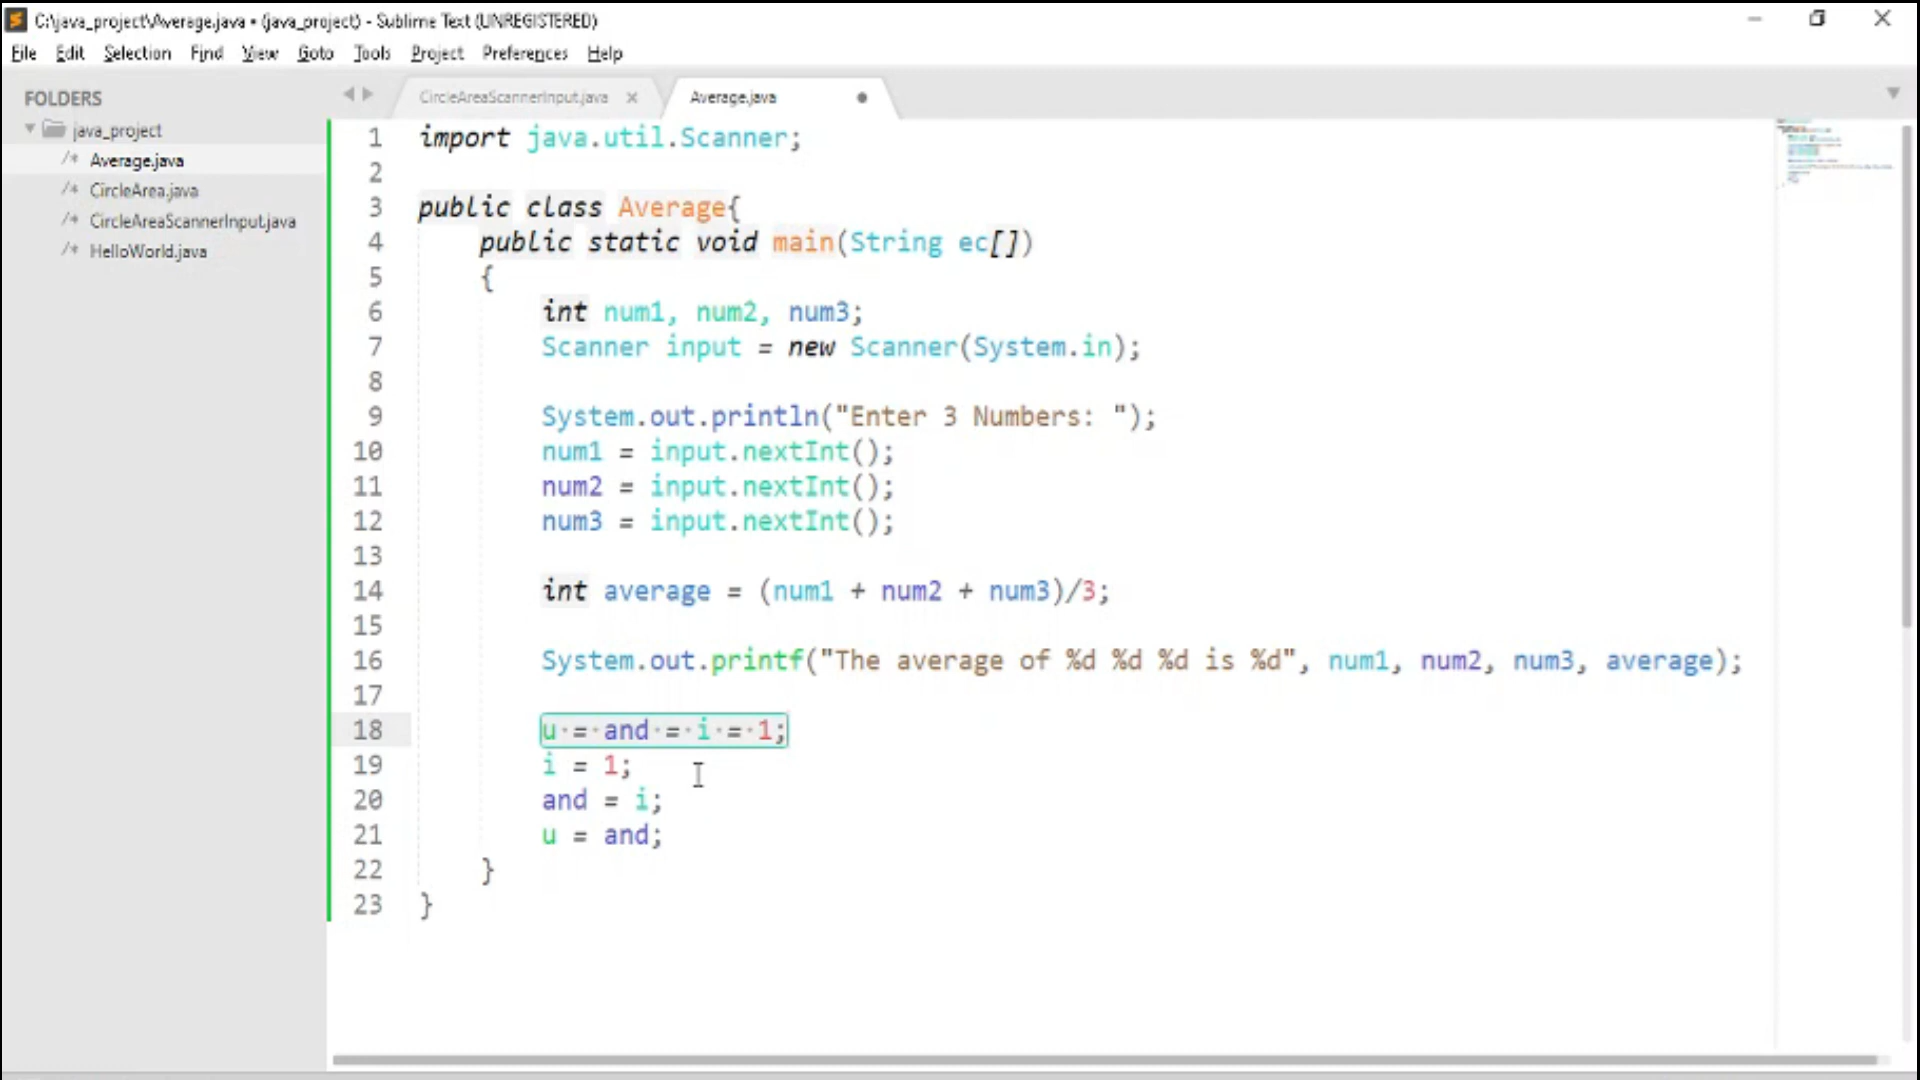 C:\java_project\Average.java • (java_project) - Sublime Text (UNREGISTERED)
File Edit Selection Find View Goto Tools Project Preferences Help
FOLDERS
java_project
/* Average.java
/* CircleArea.java
/* CircleAreaScannerInput.java
/* HelloWorld.java
CircleAreaScannerInput.java × Average.java
1 import java.util.Scanner;
2
3 public class Average{
4 public static void main(String ec[])
5 {
6 int num1, num2, num3;
7 Scanner input = new Scanner(System.in);
8
9 System.out.println("Enter 3 Numbers: ");
10 num1 = input.nextInt();
11 num2 = input.nextInt();
12 num3 = input.nextInt();
13
14 int average = (num1 + num2 + num3)/3;
15
16 System.out.printf("The average of %d %d %d is %d", num1, num2, num3, average);
17
18 u = and = i = 1;
19 i = 1;
20 and = i;
21 u = and;
22 }
23 }